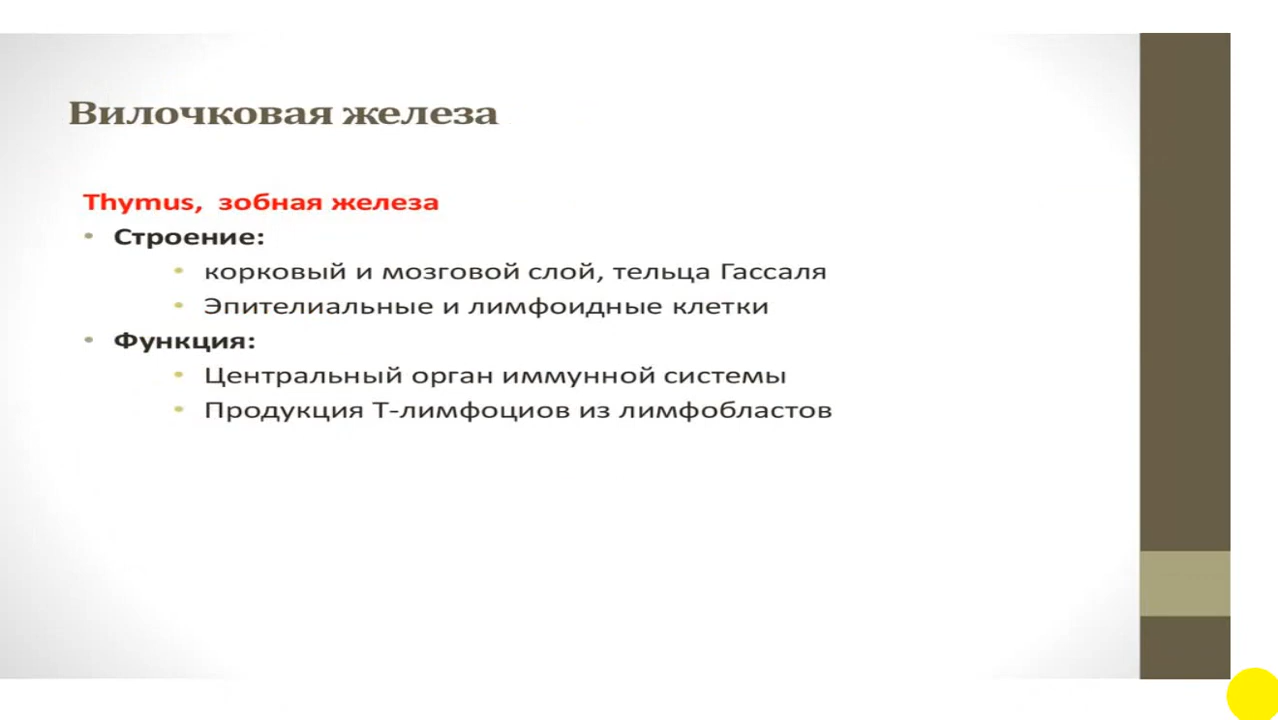 Вилочковая железа
Thymus, зобная железа
• Строение:
• корковый и мозговой слой, тельца Гассаля
• Эпителиальные и лимфоидные клетки
• Функция:
• Центральный орган иммунной системы
• Продукция Т-лимфоциов из лимфобластов